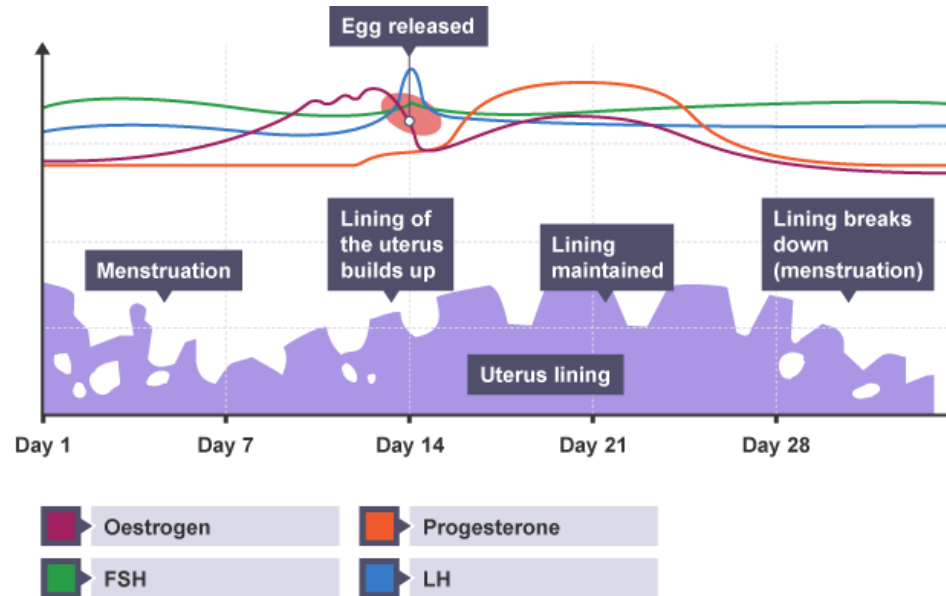 Egg released
Menstruation
Lining of
the uterus
builds up
Lining
maintained
Lining breaks
down
(menstruation)
Uterus lining
Day 1
Day 7
Day 14
Day 21
Day 28
Oestrogen
Progesterone
FSH
LH